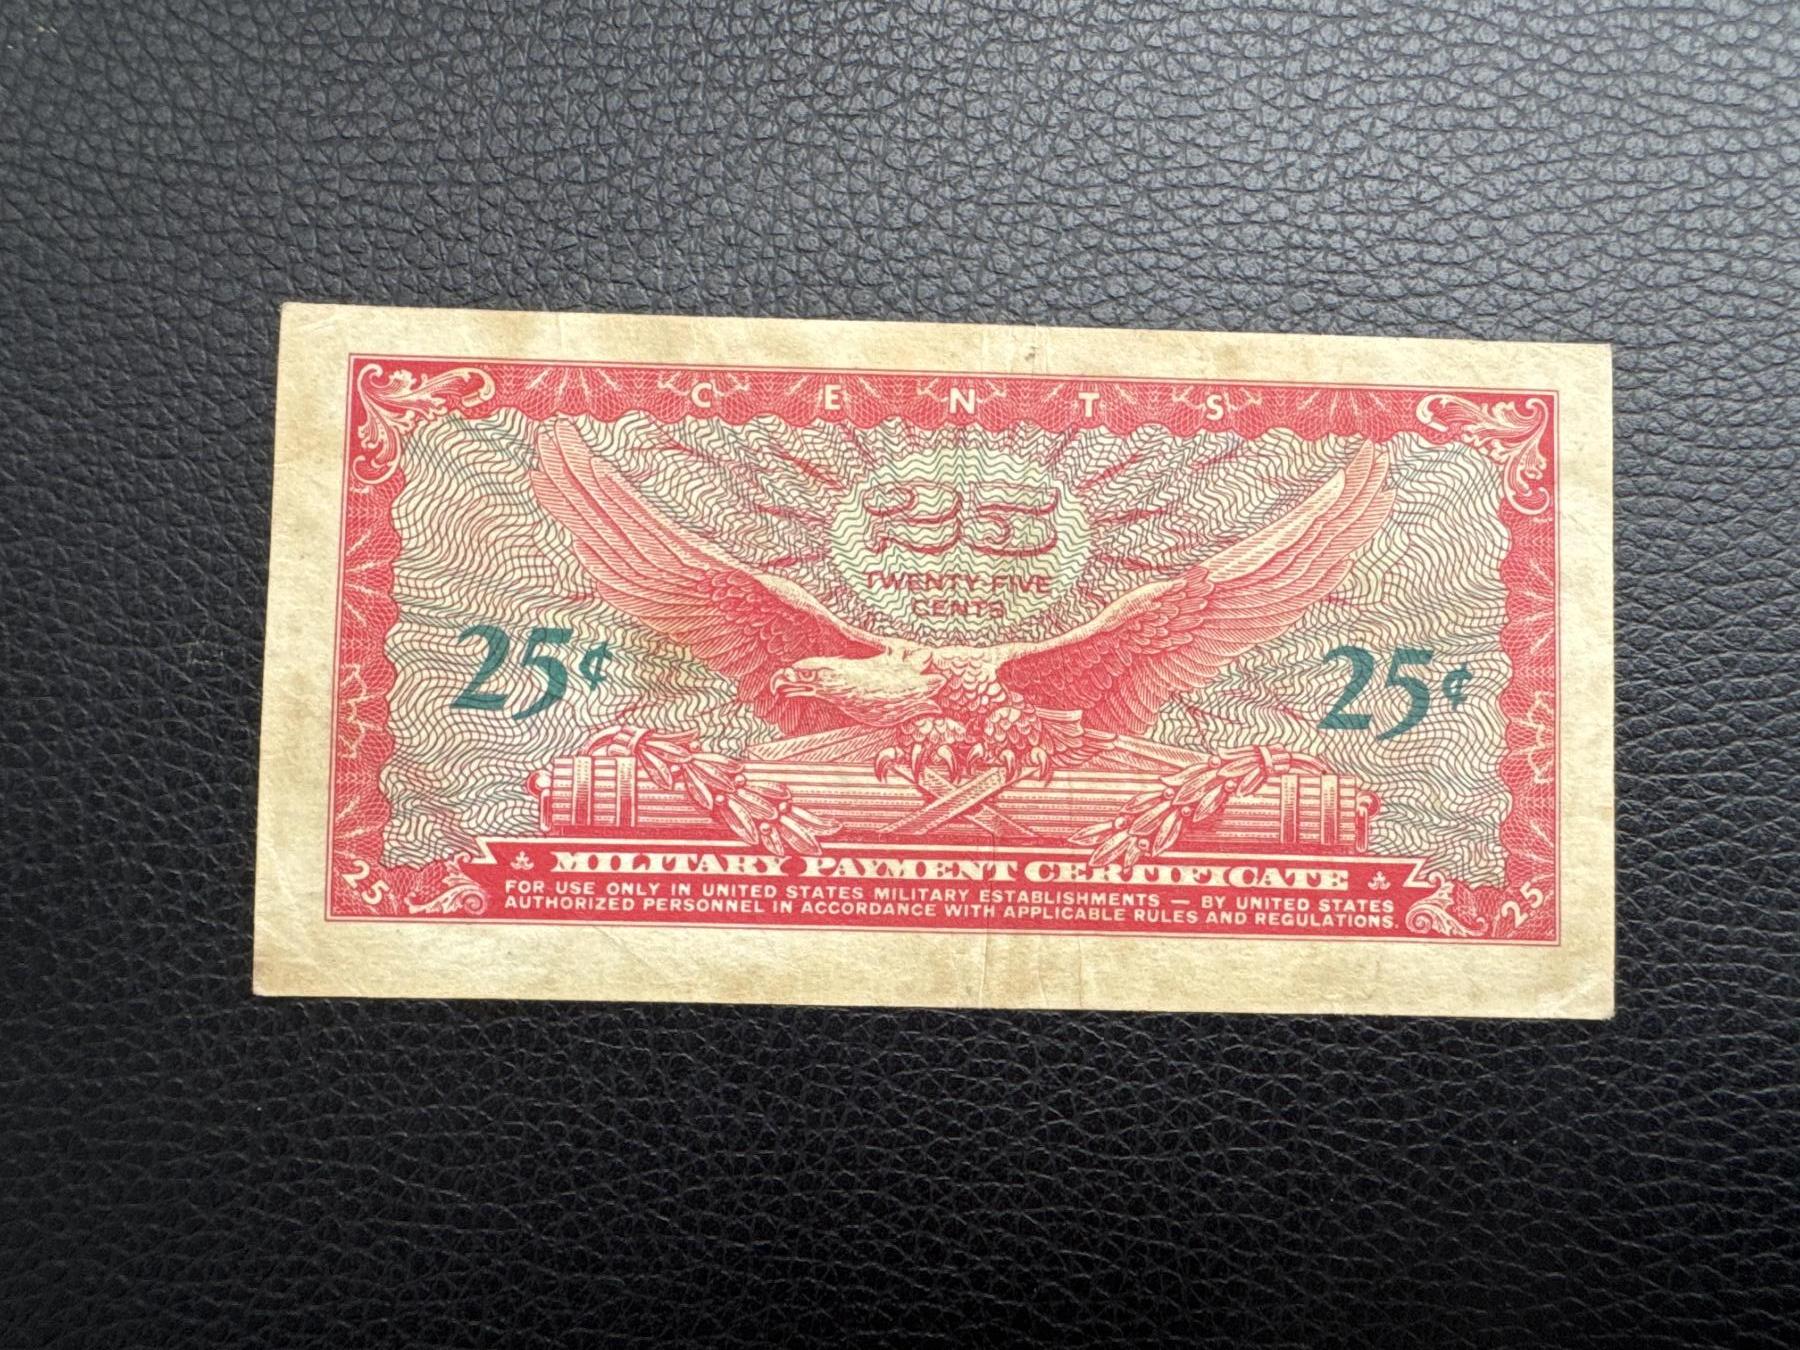 CENTS
25
TWENTY-FIVE
CENTS
25¢ 25¢
MILITARY PAYMENT CERTIFICATE
25 FOR USE ONLY IN UNITED STATES MILITARY ESTABLISHMENTS — BY UNITED STATES 25
AUTHORIZED PERSONNEL IN ACCORDANCE WITH APPLICABLE RULES AND REGULATIONS.